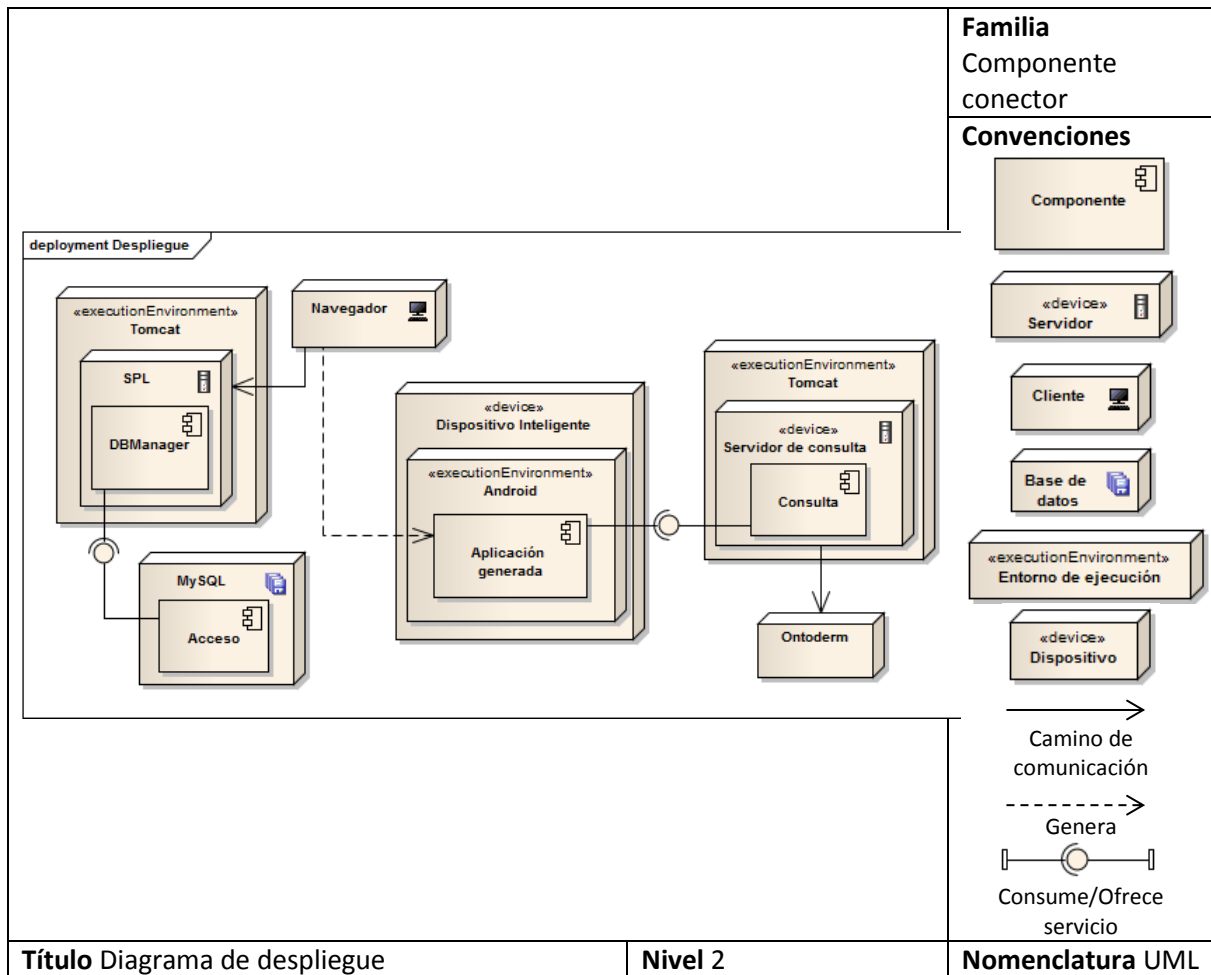 Familia
Componente
conector
Convenciones
Componente
«device»
Servidor
Cliente
Base de
datos
«executionEnvironment»
Entorno de ejecución
«device»
Dispositivo
Camino de
comunicación
Genera
Consume/Ofrece
servicio
deployment Despliegue
«executionEnvironment»
Tomcat
SPL
DBManager
Navegador
MySQL
Acceso
«device»
Dispositivo Inteligente
«executionEnvironment»
Android
Aplicación
generada
«executionEnvironment»
Tomcat
«device»
Servidor de consulta
Consulta
Ontoderm
Título Diagrama de despliegue
Nivel 2
Nomenclatura UML